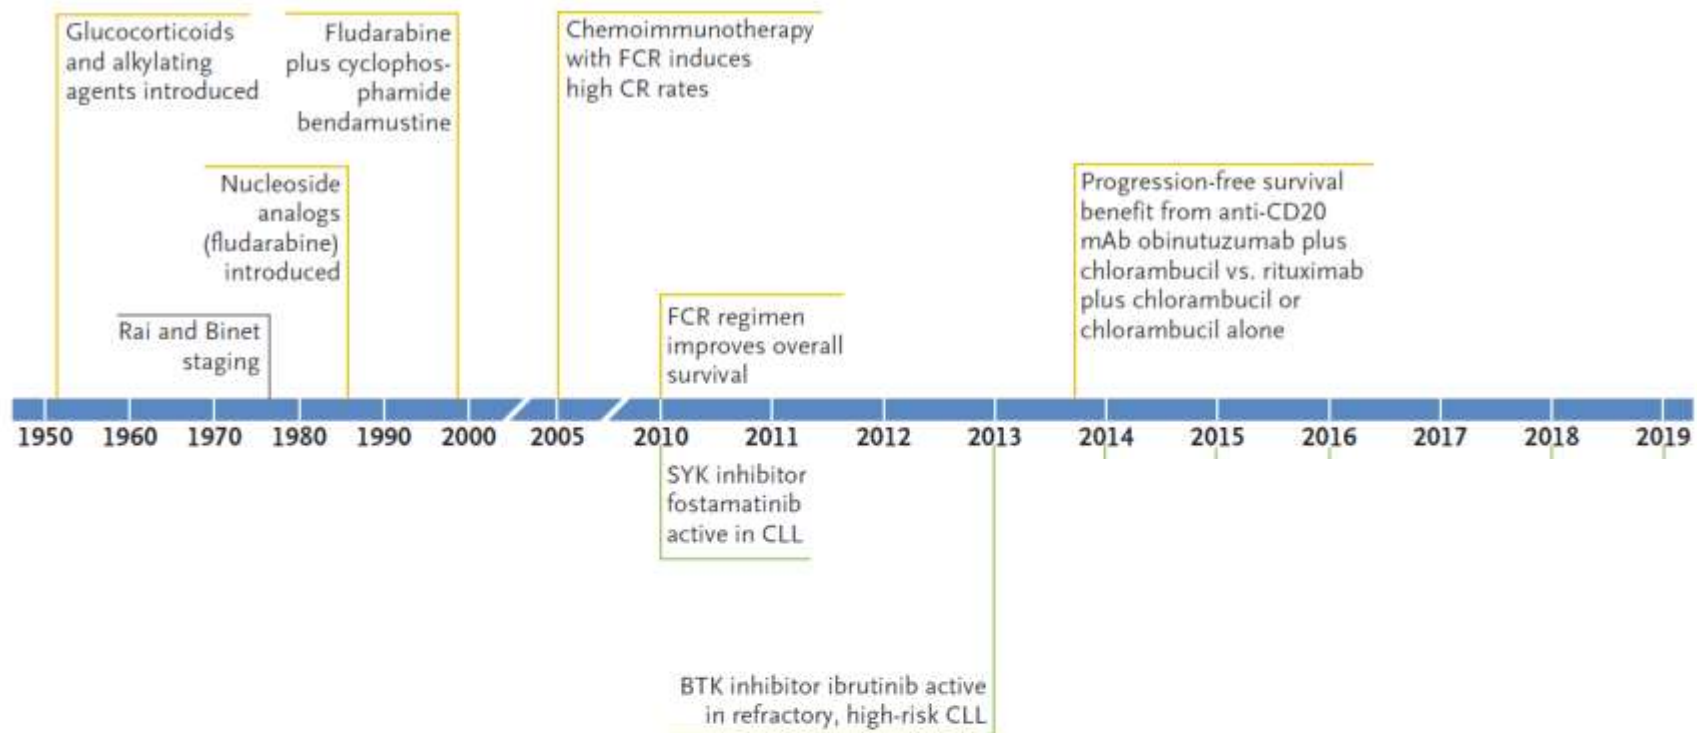 Glucocorticoids
and alkylating
agents introduced
Fludarabine
plus cyclophos-
phamide
bendamustine
Chemoimmunotherapy
with FCR induces
high CR rates
Nucleoside
analogs
(fludarabine)
introduced
Progression-free survival
benefit from anti-CD20
mAb obinutuzumab plus
chlorambucil vs. rituximab
plus chlorambucil or
chlorambucil alone
Rai and Binet
staging
FCR regimen
improves overall
survival
1950 1960 1970 1980 1990 2000 2005 2010 2011 2012 2013 2014 2015 2016 2017 2018 2019
SYK inhibitor
fostamatinib
active in CLL
BTK inhibitor ibrutinib active
in refractory, high-risk CLL